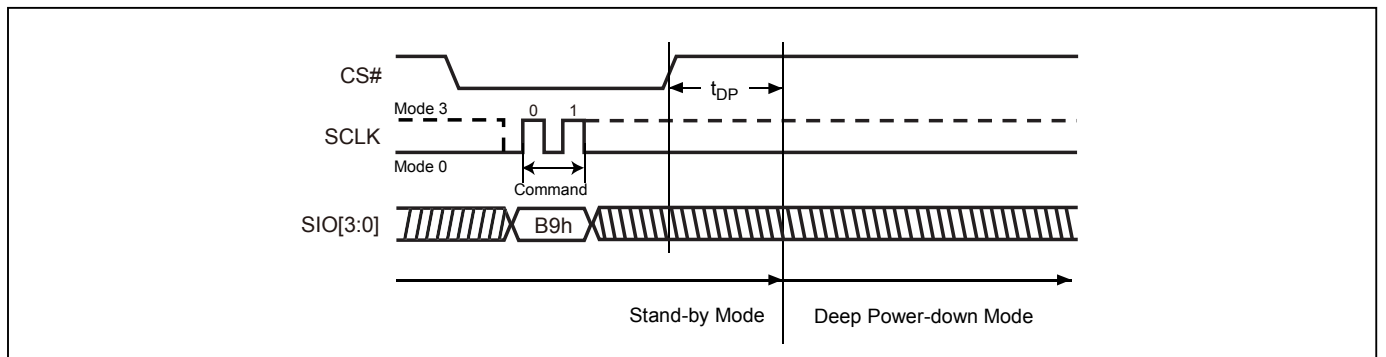 CS#
tDP
Mode 3
0 1
SCLK
Mode 0
Command
SIO[3:0]
B9h
Stand-by Mode
Deep Power-down Mode